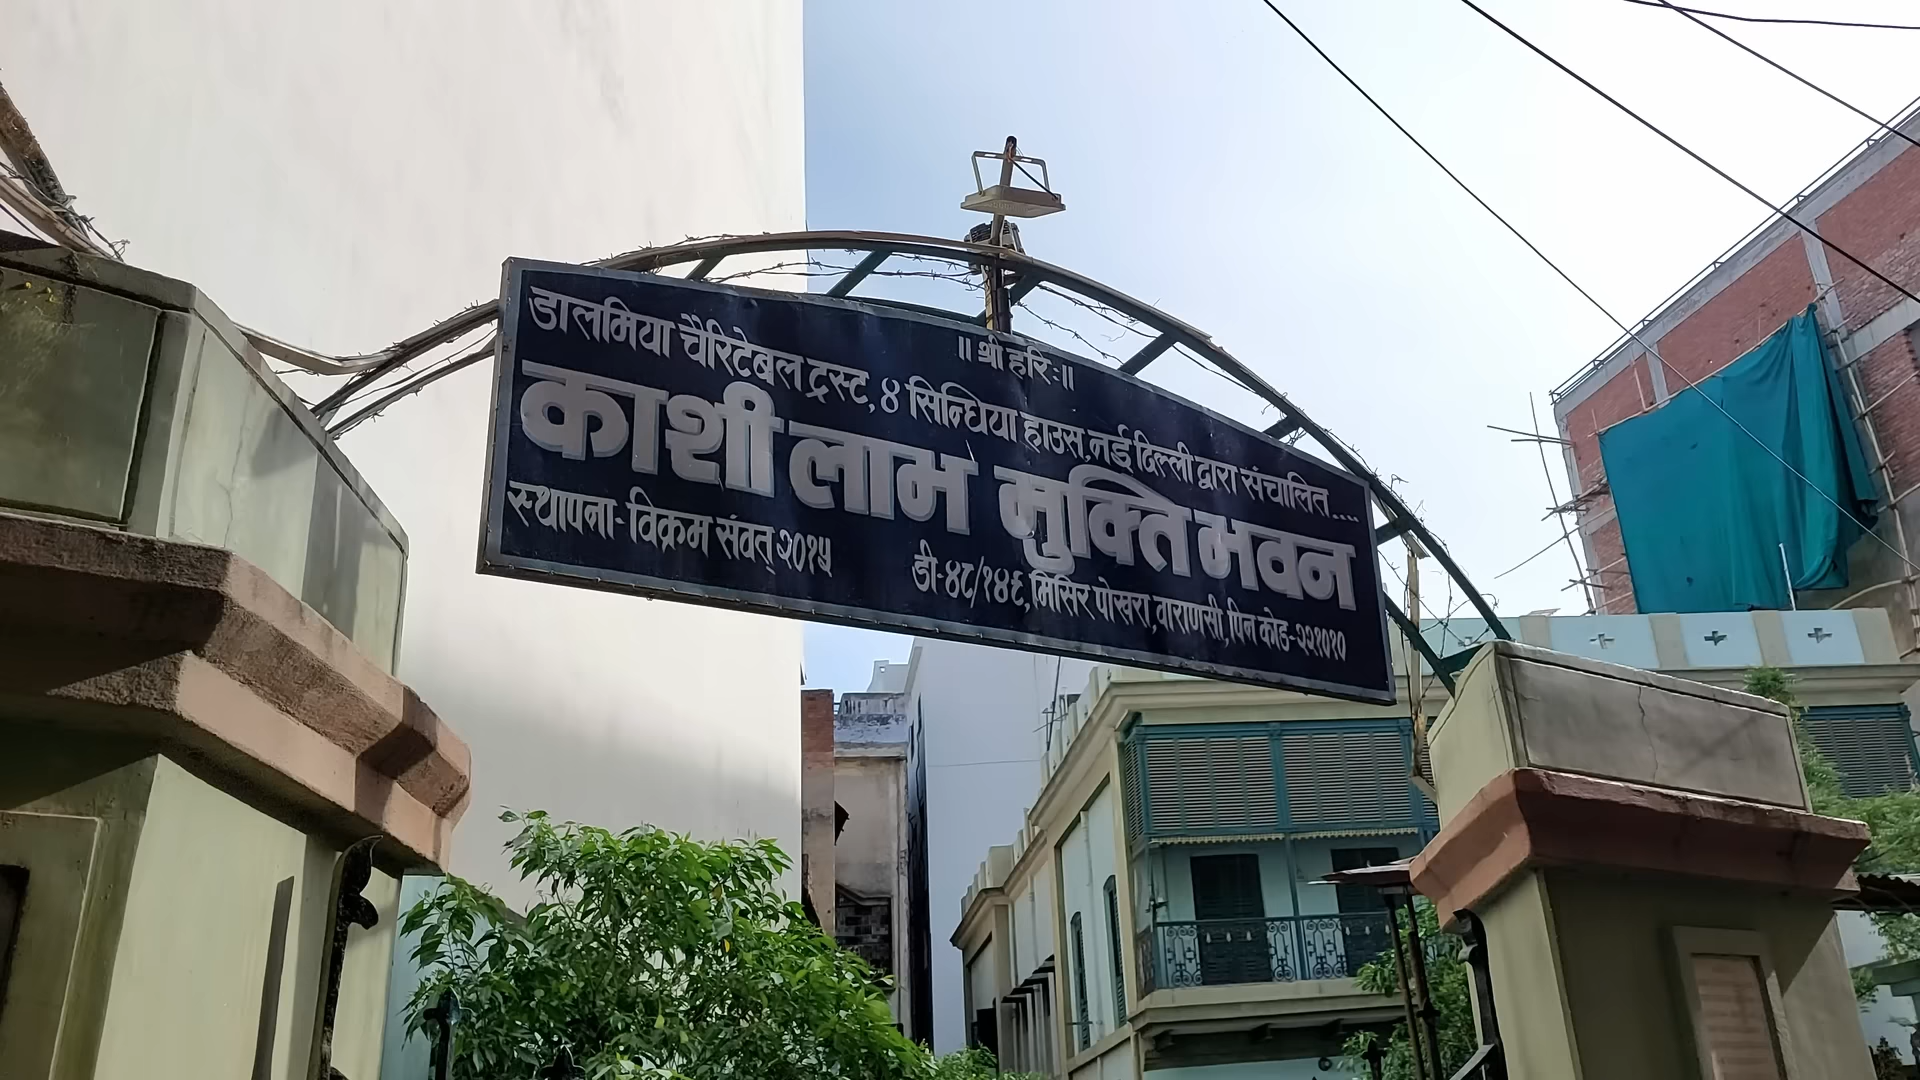 ॥ श्री हरिः॥
डालमिया चैरिटेबल ट्रस्ट, ४ सिन्धिया हाउस, नई दिल्ली द्वारा संचालित....
काशी लाभ मुक्ति भवन
स्थापना- विक्रम संवत् २०१५
डी-४८/१४६, मिसिर पोखरा, वाराणसी, पिन कोड-२२१०१०